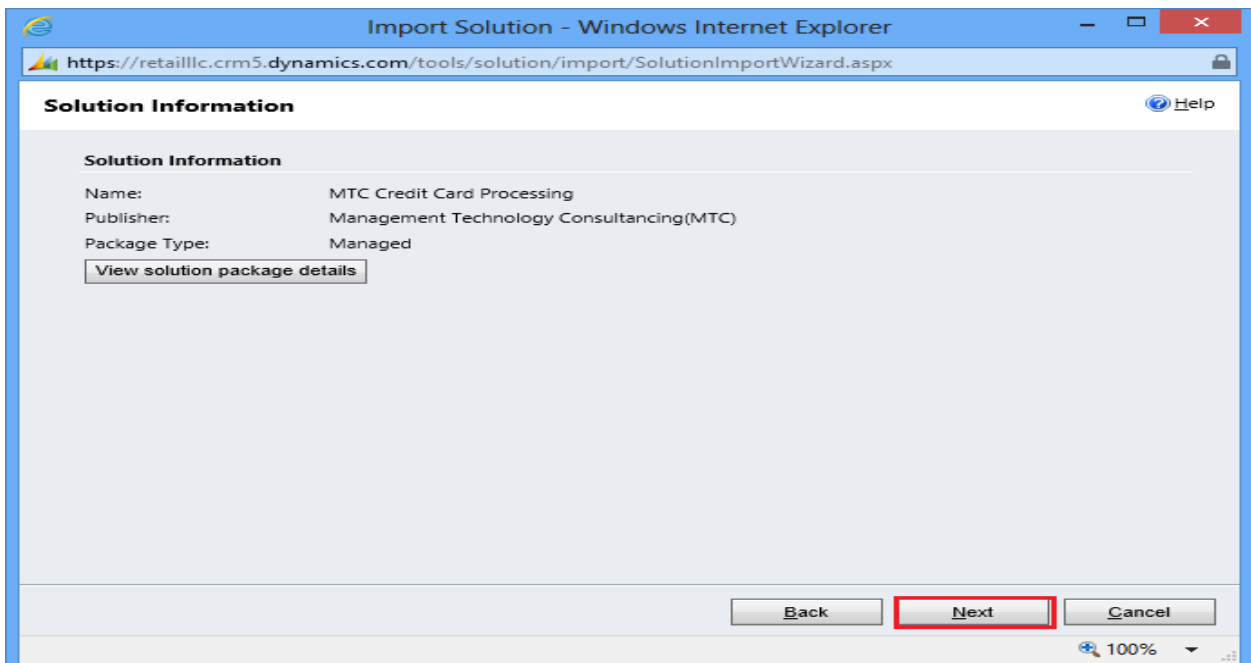 Import Solution - Windows Internet Explorer
https://retailllc.crm5.dynamics.com/tools/solution/import/SolutionImportWizard.aspx
Solution Information
Help
Solution Information
Name: MTC Credit Card Processing
Publisher: Management Technology Consultancing(MTC)
Package Type: Managed
View solution package details
Back Next Cancel
100%